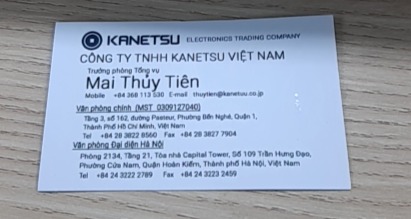 KANETSU ELECTRONICS TRADING COMPANY
CÔNG TY TNHH KANETSU VIỆT NAM
Trưởng phòng Tổng vụ
Mai Thủy Tiên
Mobile +84 368 113 530 E-mail thuytien@kanetsu.co.jp
Văn phòng chính (MST 0309127040)
Tầng 3, số 162, đường Pasteur, Phường Bến Nghé, Quận 1,
Thành Phố Hồ Chí Minh, Việt Nam
Tel +84 28 3822 8560 Fax +84 28 3827 7904
Văn phòng Đại diện Hà Nội
Phòng 2134, Tầng 21, Tòa nhà Capital Tower, Số 109 Trần Hưng Đạo,
Phường Cửa Nam, Quận Hoàn Kiếm, Thành phố Hà Nội, Việt Nam
Tel +84 24 3222 2789 Fax +84 24 3223 2459